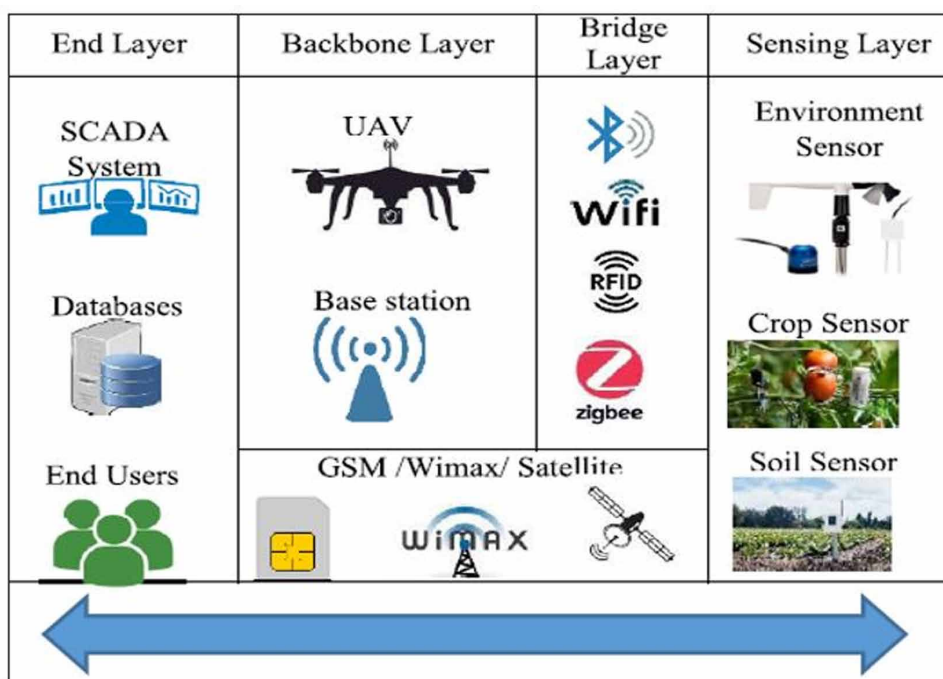 End Layer
Backbone Layer
Bridge
Layer
Sensing Layer
SCADA
System
Databases
End Users
UAV
Base station
Wifi
RFID
zigbee
GSM /Wimax/ Satellite
WiMAX
Environment
Sensor
Crop Sensor
Soil Sensor